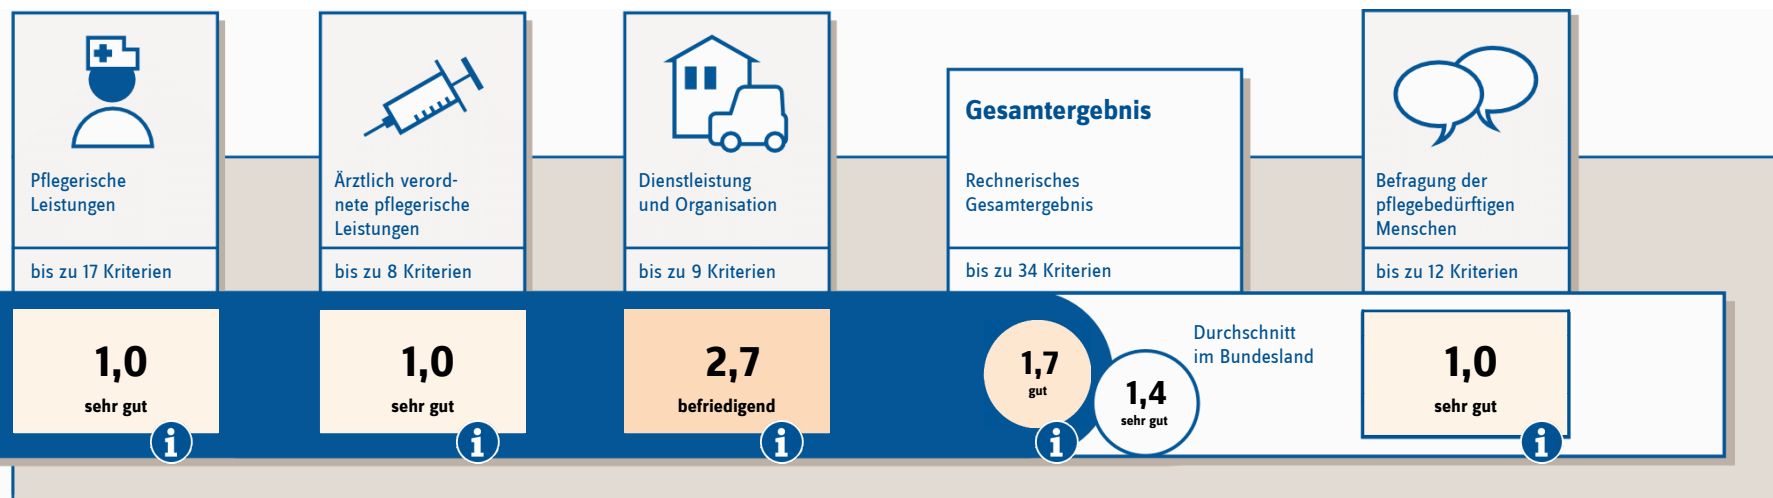 Pflegerische
Leistungen
bis zu 17 Kriterien
1,0
sehr gut
i
Ärztlich verord-
nete pflegerische
Leistungen
bis zu 8 Kriterien
1,0
sehr gut
i
Dienstleistung
und Organisation
bis zu 9 Kriterien
2,7
befriedigend
i
Gesamtergebnis
Rechnerisches
Gesamtergebnis
bis zu 34 Kriterien
1,7
gut
i
1,4
sehr gut
Durchschnitt
im Bundesland
Befragung der
pflegebedürftigen
Menschen
bis zu 12 Kriterien
1,0
sehr gut
i